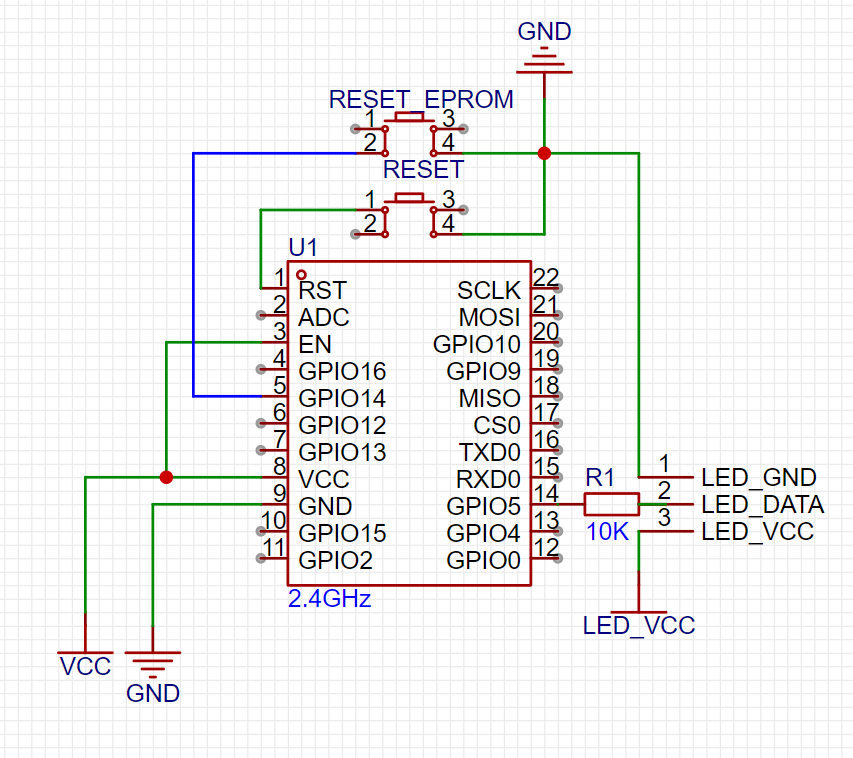 GND
RESET_EPROM
1 3
2 4
RESET
1 3
2 4
U1
1 RST SCLK 22
2 ADC MOSI 21
3 EN GPIO10 20
4 GPIO16 GPIO9 19
5 GPIO14 MISO 18
6 GPIO12 CS0 17
7 GPIO13 TXD0 16
8 VCC RXD0 15
9 GND GPIO5 14
10 GPIO15 GPIO4 13
11 GPIO2 GPIO0 12
2.4GHz
R1
10K
1 LED_GND
2 LED_DATA
3 LED_VCC
LED_VCC
VCC
GND